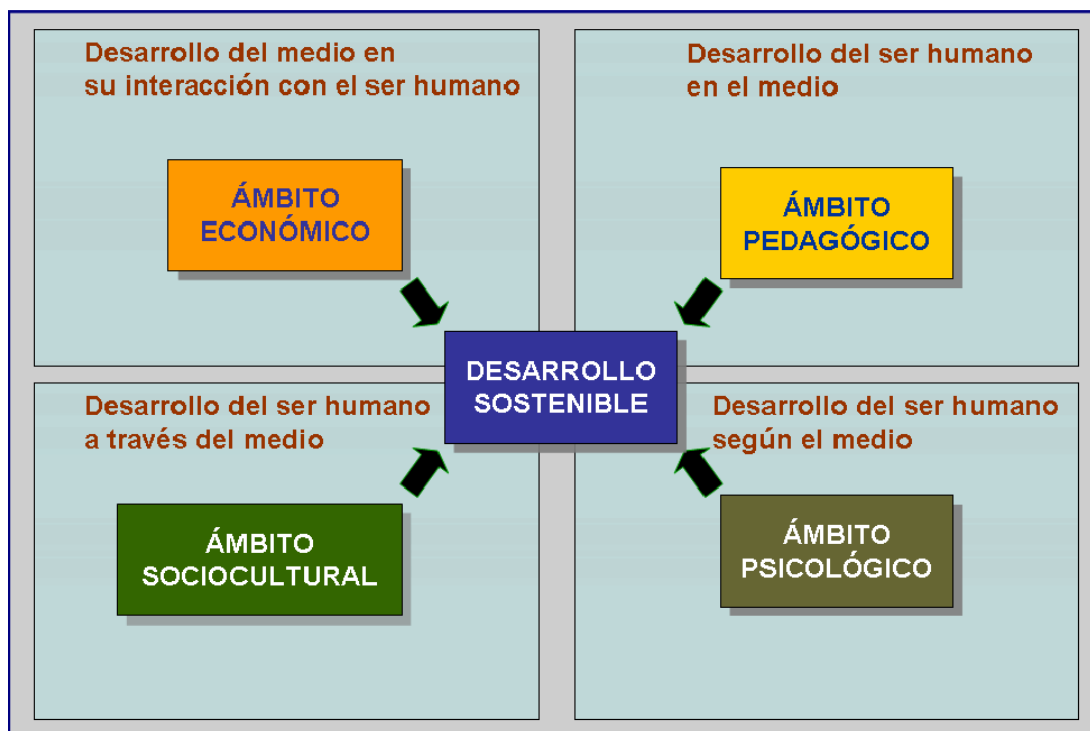 Desarrollo del medio en
su interacción con el ser humano
ÁMBITO
ECONÓMICO
Desarrollo del ser humano
en el medio
ÁMBITO
PEDAGÓGICO
DESARROLLO
SOSTENIBLE
Desarrollo del ser humano
a través del medio
ÁMBITO
SOCIOCULTURAL
Desarrollo del ser humano
según el medio
ÁMBITO
PSICOLÓGICO